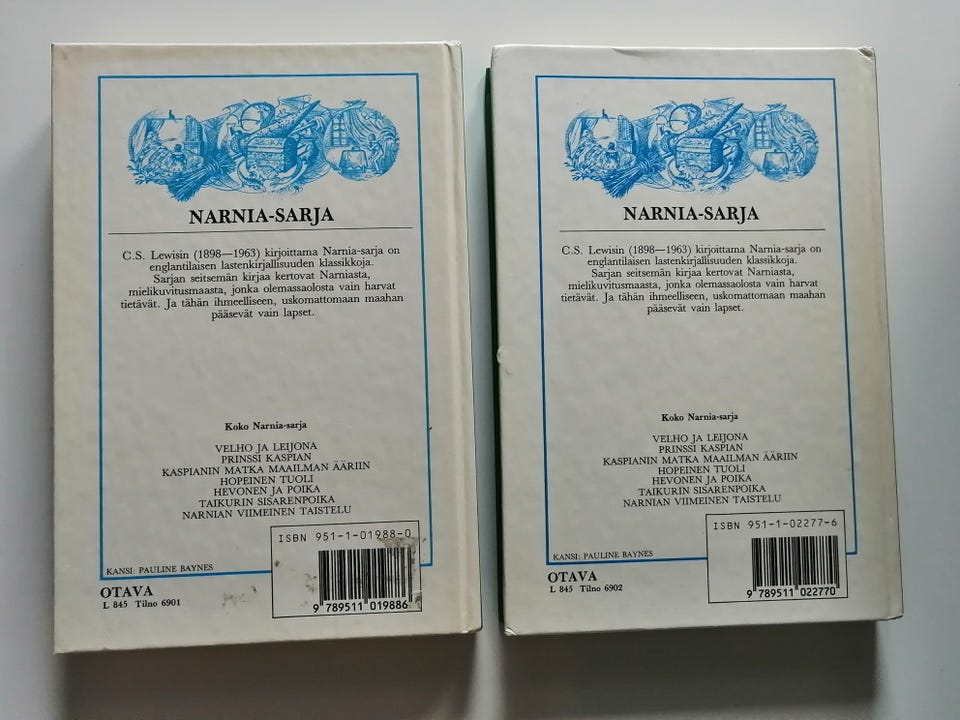 NARNIA-SARJA
C.S. Lewisin (1898—1963) kirjoittama Narnia-sarja on
englantilaisen lastenkirjallisuuden klassikkoja.
Sarjan seitsemän kirjaa kertovat Narniasta,
mielikuvitusmaasta, jonka olemassaolosta vain harvat
tietävät. Ja tähän ihmeelliseen, uskomattomaan maahan
pääsevät vain lapset.
Koko Narnia-sarja
VELHO JA LEIJONA
PRINSSI KASPIAN
KASPIANIN MATKA MAAILMAN ÄÄRIIN
HOPEINEN TUOLI
HEVONEN JA POIKA
TAIKURIN SISARENPOIKA
NARNIAN VIIMEINEN TAISTELU
ISBN 951-1-01988-0
KANSI: PAULINE BAYNES
OTAVA
L 845 Tilno 6901
9 789511 019886
NARNIA-SARJA
C.S. Lewisin (1898—1963) kirjoittama Narnia-sarja on
englantilaisen lastenkirjallisuuden klassikkoja.
Sarjan seitsemän kirjaa kertovat Narniasta,
mielikuvitusmaasta, jonka olemassaolosta vain harvat
tietävät. Ja tähän ihmeelliseen, uskomattomaan maahan
pääsevät vain lapset.
Koko Narnia-sarja
VELHO JA LEIJONA
PRINSSI KASPIAN
KASPIANIN MATKA MAAILMAN ÄÄRIIN
HOPEINEN TUOLI
HEVONEN JA POIKA
TAIKURIN SISARENPOIKA
NARNIAN VIIMEINEN TAISTELU
ISBN 951-1-02277-6
KANSI: PAULINE BAYNES
OTAVA
L 845 Tilno 6902
9 789511 022770